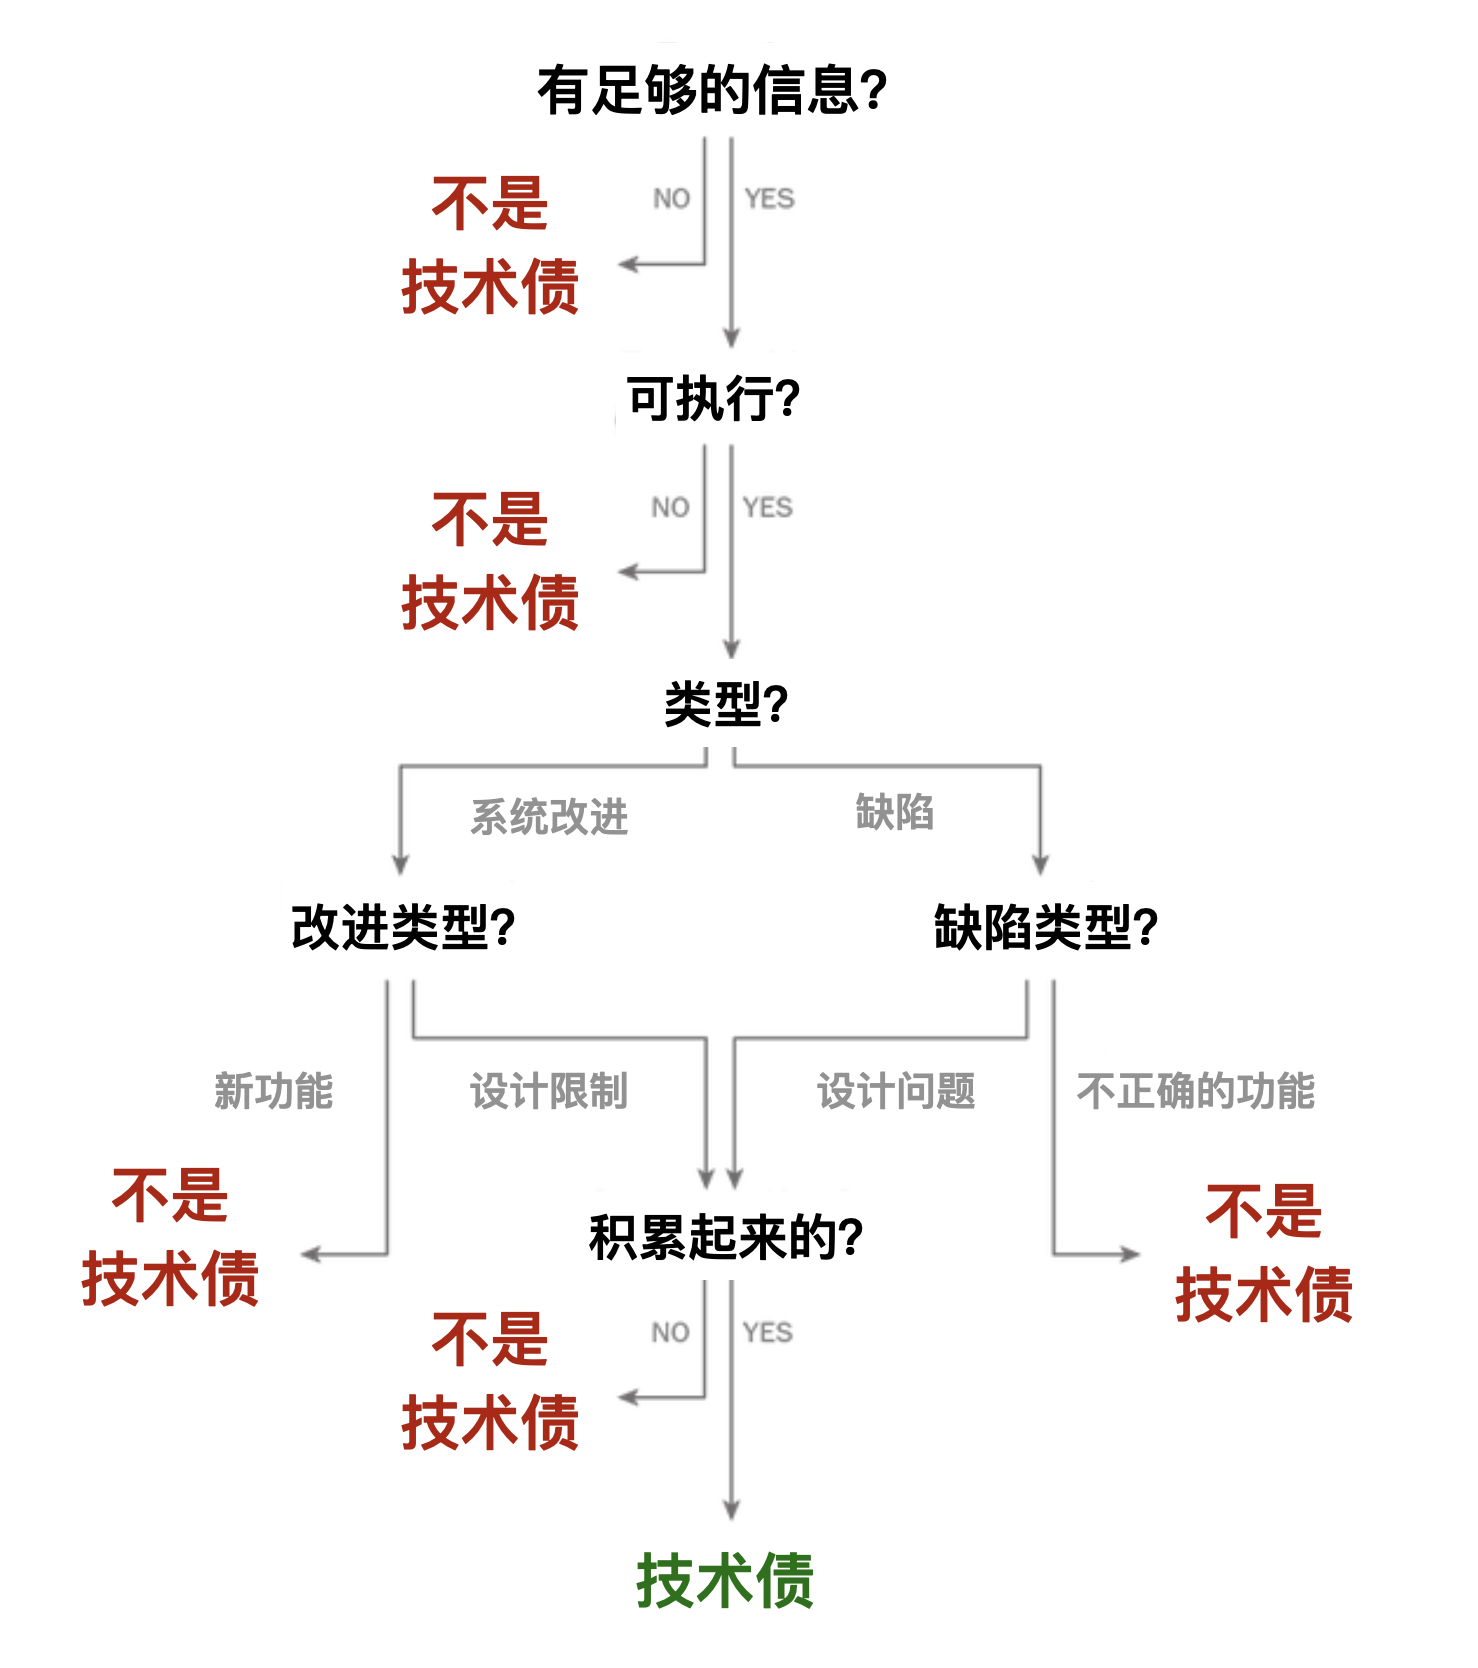 有足够的信息?
NO
YES
不是
技术债
可执行?
NO
YES
不是
技术债
类型?
系统改进
缺陷
改进类型?
缺陷类型?
新功能
设计限制
设计问题
不正确的功能
不是
技术债
积累起来的?
不是
技术债
NO
YES
不是
技术债
技术债